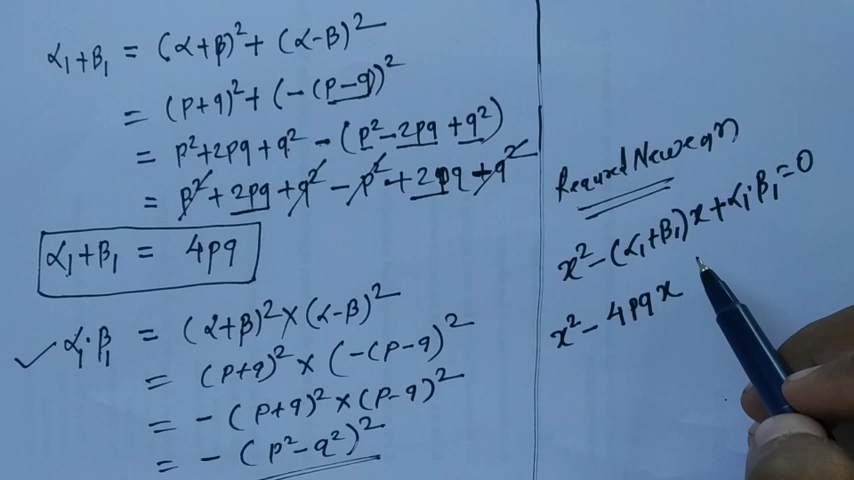 α₁+β₁ = (α+β)²+(α-β)²
= (p+q)²+(-(p-q))²
= p²+2pq+q² -(p²-2pq+q²)
= p²+2pq+q²-p²+2pq+q²
α₁+β₁ = 4pq
✓ α₁·β₁ = (α+β)²×(α-β)²
= (p+q)²×(-(p-q)²
= -(p+q)²×(p-q)²
= -(p²-q²)²
New eqn
x²-(α₁+β₁)x+α₁·β₁=0
x²-4pqx